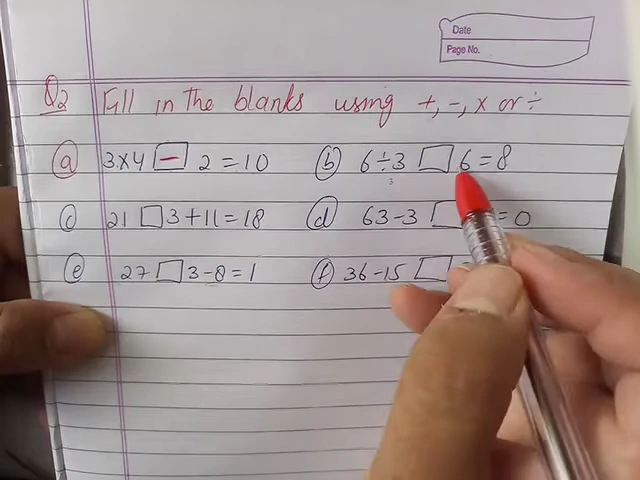 Date
Page No.
Q2 Fill in the blanks using +, -, x or ÷
a 3x4 - 2 = 10 b 6÷3 □ 6 = 8
c 21 □ 3+11 = 18 d 63-3 □ = 0
e 27 □ 3-8 = 1 f 36-15 □